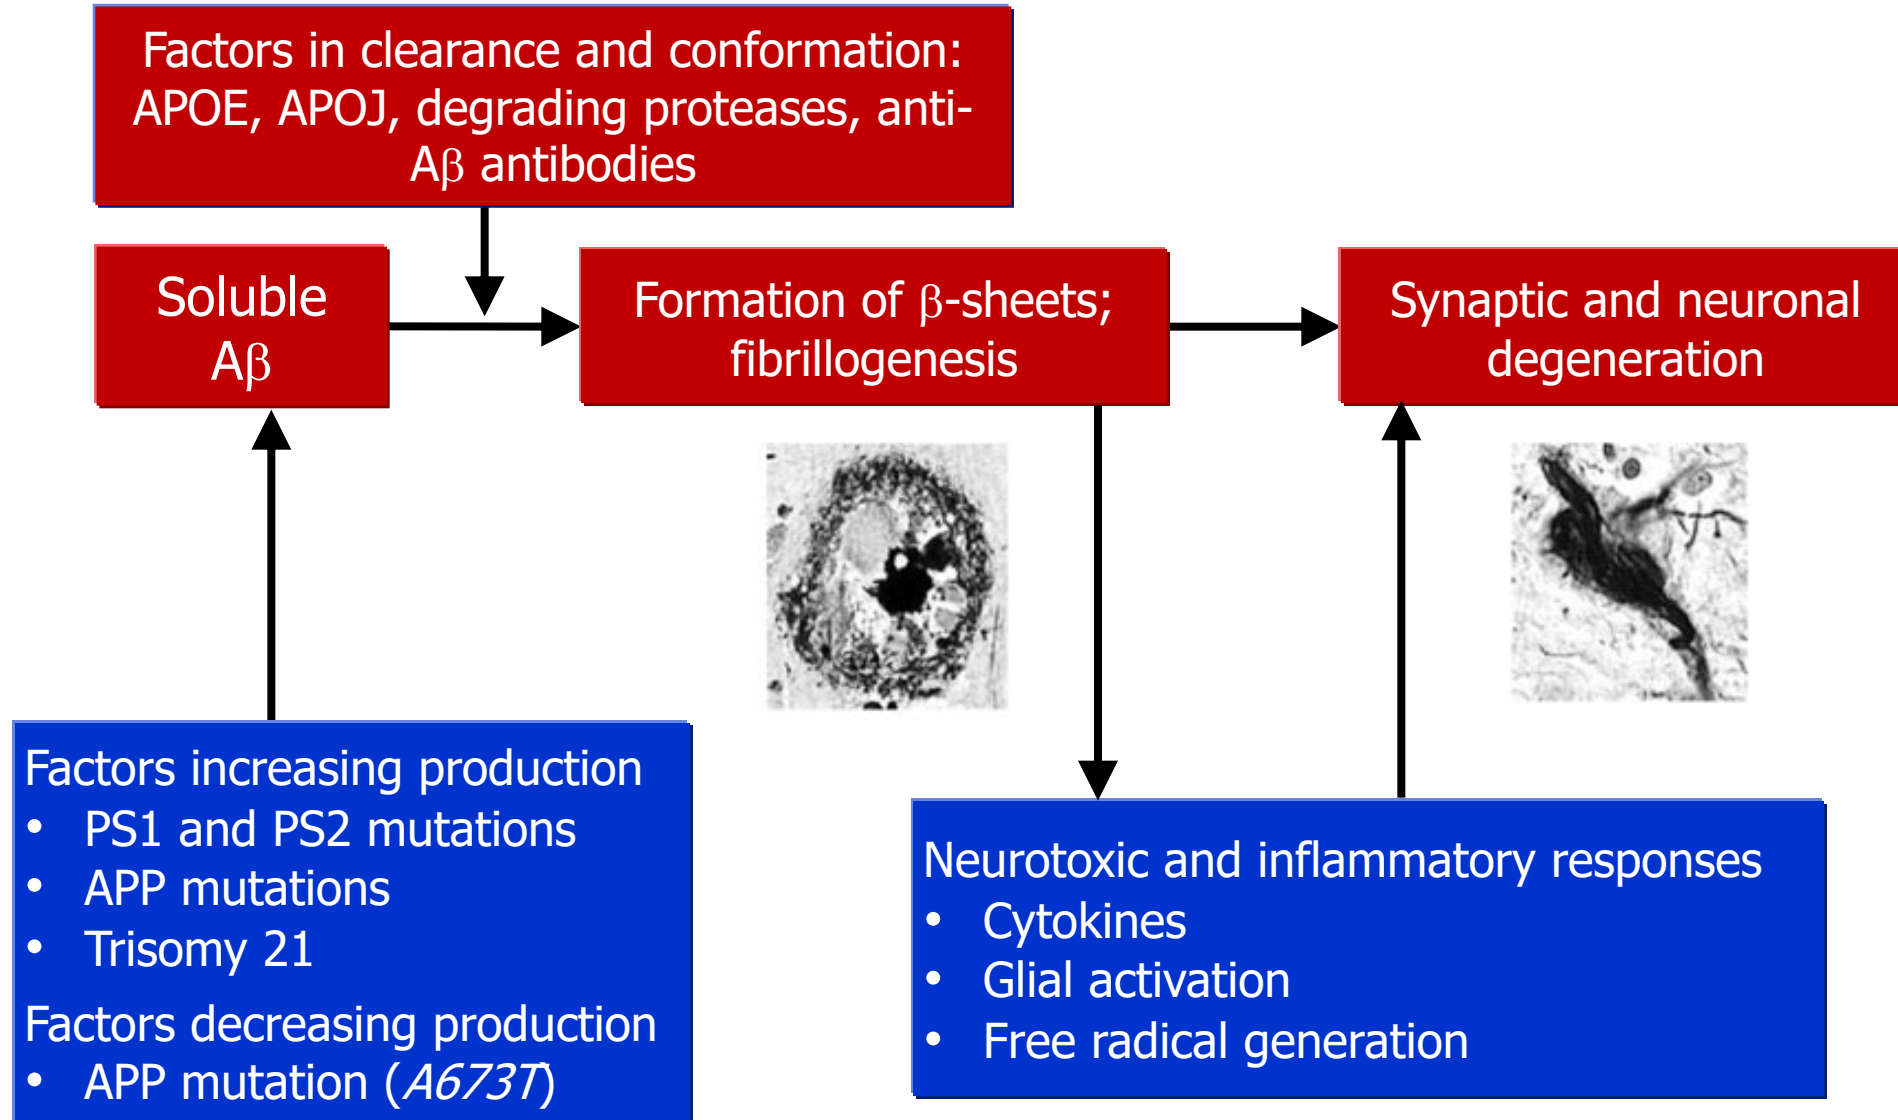 Factors in clearance and conformation:
APOE, APOJ, degrading proteases, anti-
Aβ antibodies
Soluble
Aβ
Formation of β-sheets;
fibrillogenesis
Synaptic and neuronal
degeneration
Factors increasing production
• PS1 and PS2 mutations
• APP mutations
• Trisomy 21
Factors decreasing production
• APP mutation (A673T)
Neurotoxic and inflammatory responses
• Cytokines
• Glial activation
• Free radical generation